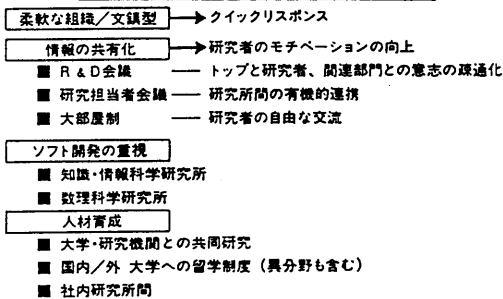 柔軟な組織/文鎮型 → クイックリスポンス
情報の共有化 → 研究者のモチベーションの向上
■ R&D会議 ── トップと研究者、関連部門との意志の疎通化
■ 研究担当者会議 ── 研究所間の有機的連携
■ 大部屋制 ── 研究者の自由な交流
ソフト開発の重視
■ 知識・情報科学研究所
■ 数理科学研究所
人材育成
■ 大学・研究機関との共同研究
■ 国内/外 大学への留学制度(異分野も含む)
■ 社内研究所間